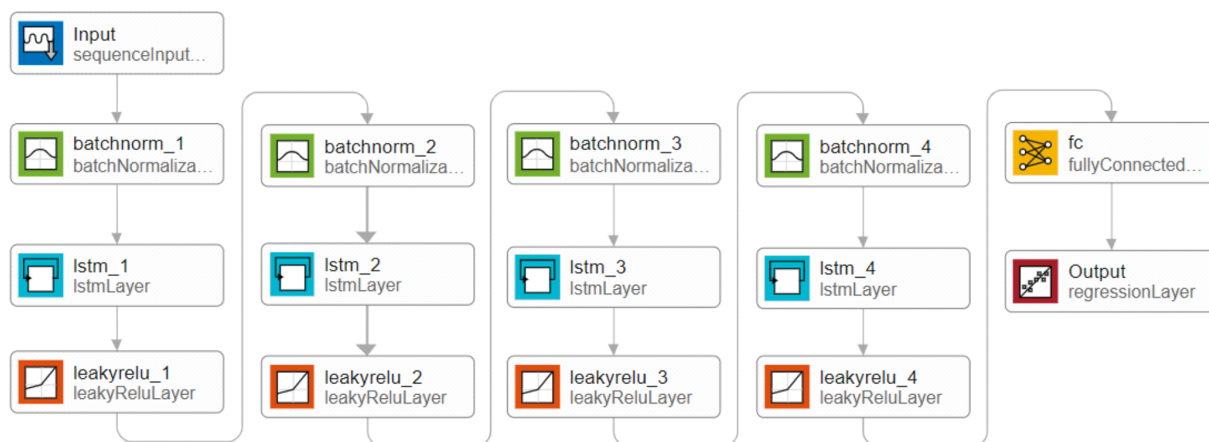 Input
sequenceInput...
batchnorm_1
batchNormaliza...
lstm_1
lstmLayer
leakyrelu_1
leakyReluLayer
batchnorm_2
batchNormaliza...
lstm_2
lstmLayer
leakyrelu_2
leakyReluLayer
batchnorm_3
batchNormaliza...
lstm_3
lstmLayer
leakyrelu_3
leakyReluLayer
batchnorm_4
batchNormaliza...
lstm_4
lstmLayer
leakyrelu_4
leakyReluLayer
fc
fullyConnected...
Output
regressionLayer